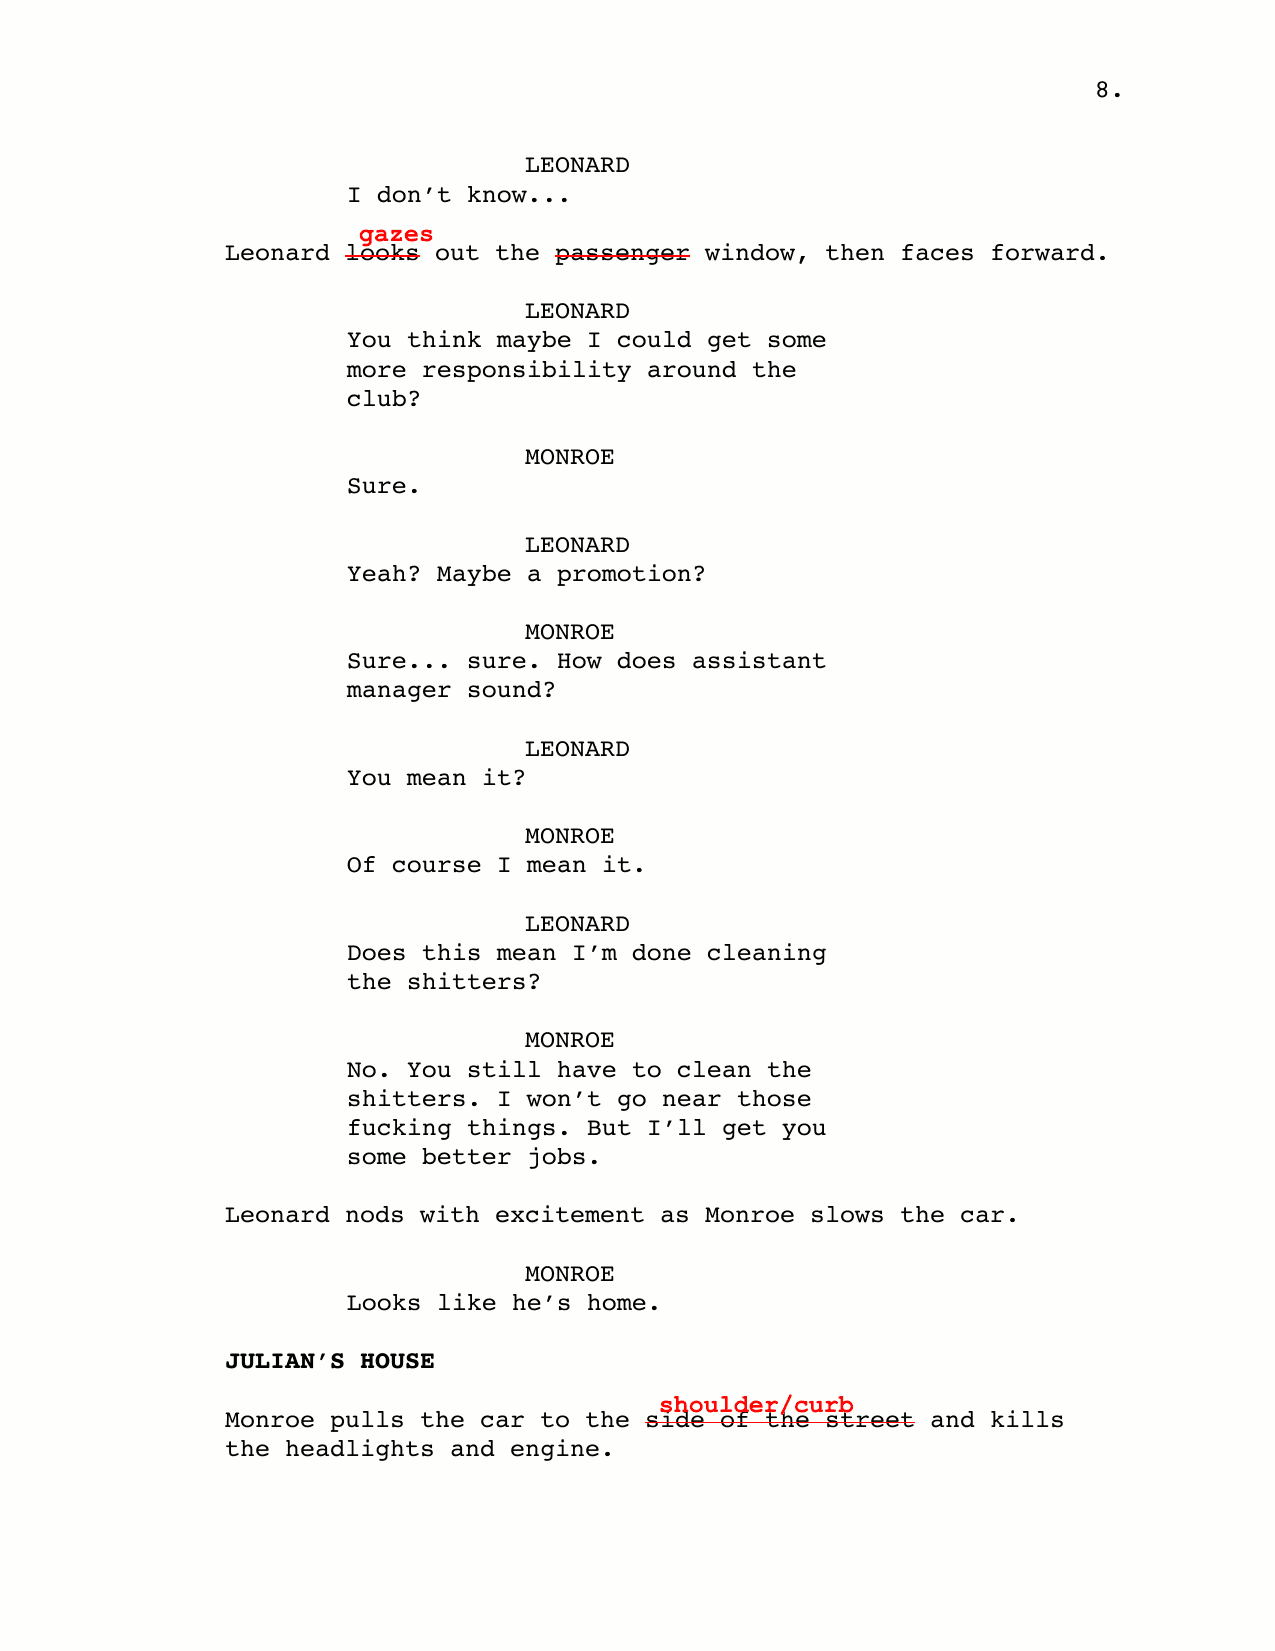 8.
LEONARD
I don’t know...
gazes
Leonard looks out the passenger window, then faces forward.
LEONARD
You think maybe I could get some
more responsibility around the
club?
MONROE
Sure.
LEONARD
Yeah? Maybe a promotion?
MONROE
Sure... sure. How does assistant
manager sound?
LEONARD
You mean it?
MONROE
Of course I mean it.
LEONARD
Does this mean I’m done cleaning
the shitters?
MONROE
No. You still have to clean the
shitters. I won’t go near those
fucking things. But I’ll get you
some better jobs.
Leonard nods with excitement as Monroe slows the car.
MONROE
Looks like he’s home.
JULIAN’S HOUSE
shoulder/curb
Monroe pulls the car to the side of the street and kills
the headlights and engine.